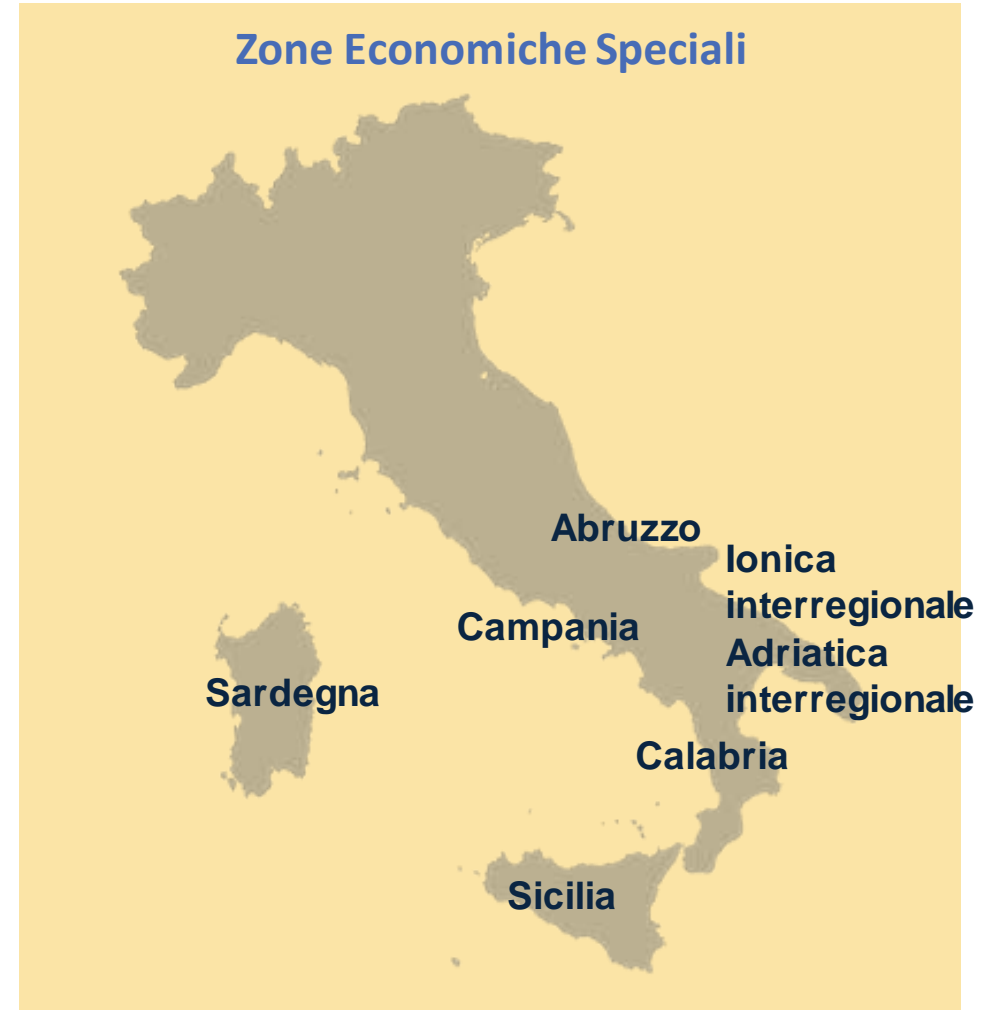 Zone Economiche Speciali
Abruzzo
Ionica
interregionale
Campania
Adriatica
interregionale
Sardegna
Calabria
Sicilia